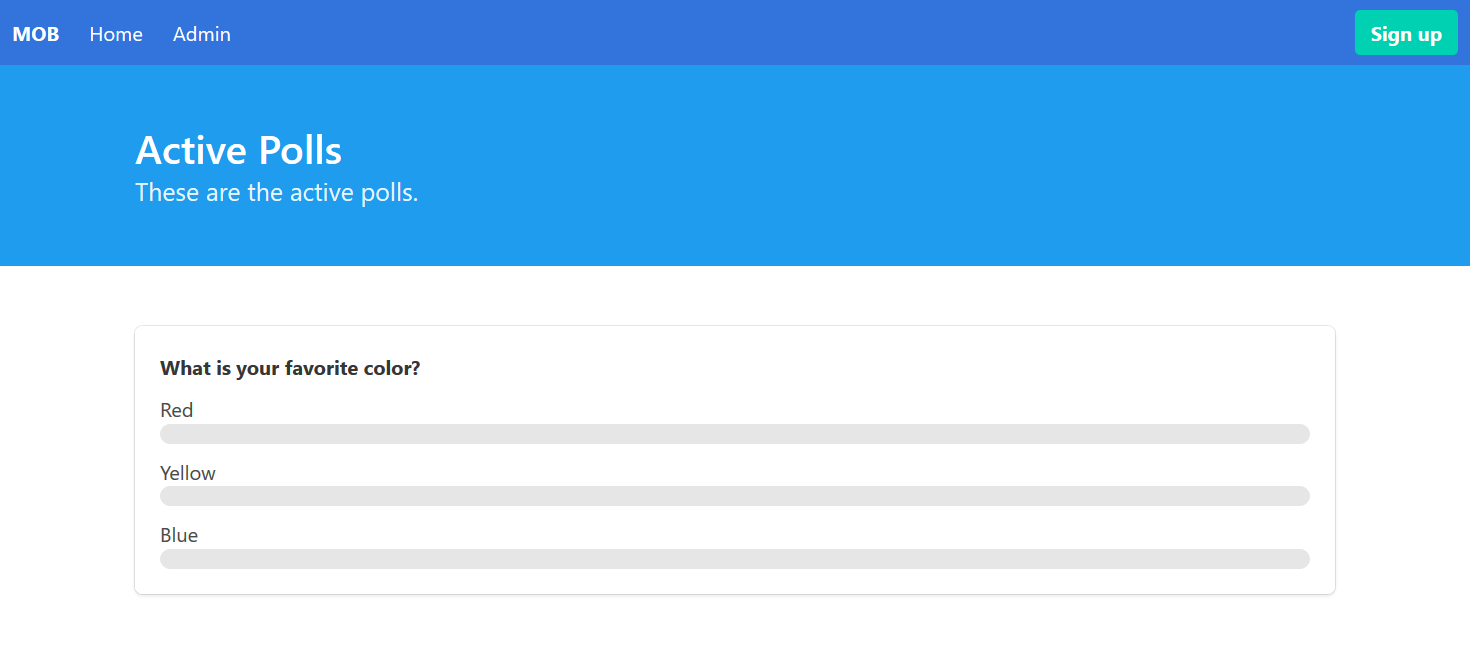 MOB Home Admin Sign up
Active Polls
These are the active polls.
What is your favorite color?
Red
Yellow
Blue